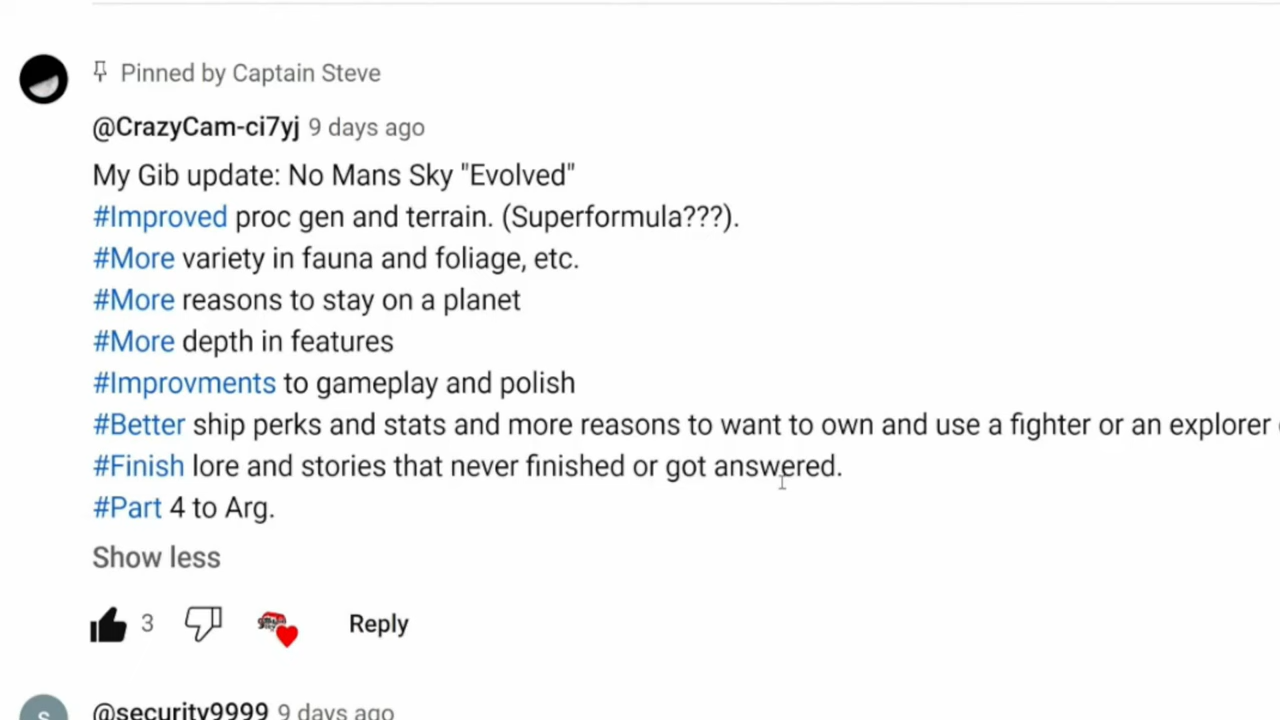 Pinned by Captain Steve
@CrazyCam-ci7yj 9 days ago
My Gib update: No Mans Sky "Evolved"
#Improved proc gen and terrain. (Superformula???).
#More variety in fauna and foliage, etc.
#More reasons to stay on a planet
#More depth in features
#Improvments to gameplay and polish
#Better ship perks and stats and more reasons to want to own and use a fighter or an explorer
#Finish lore and stories that never finished or got answered.
#Part 4 to Arg.
Show less
3 Reply
S @security9999 9 days ago